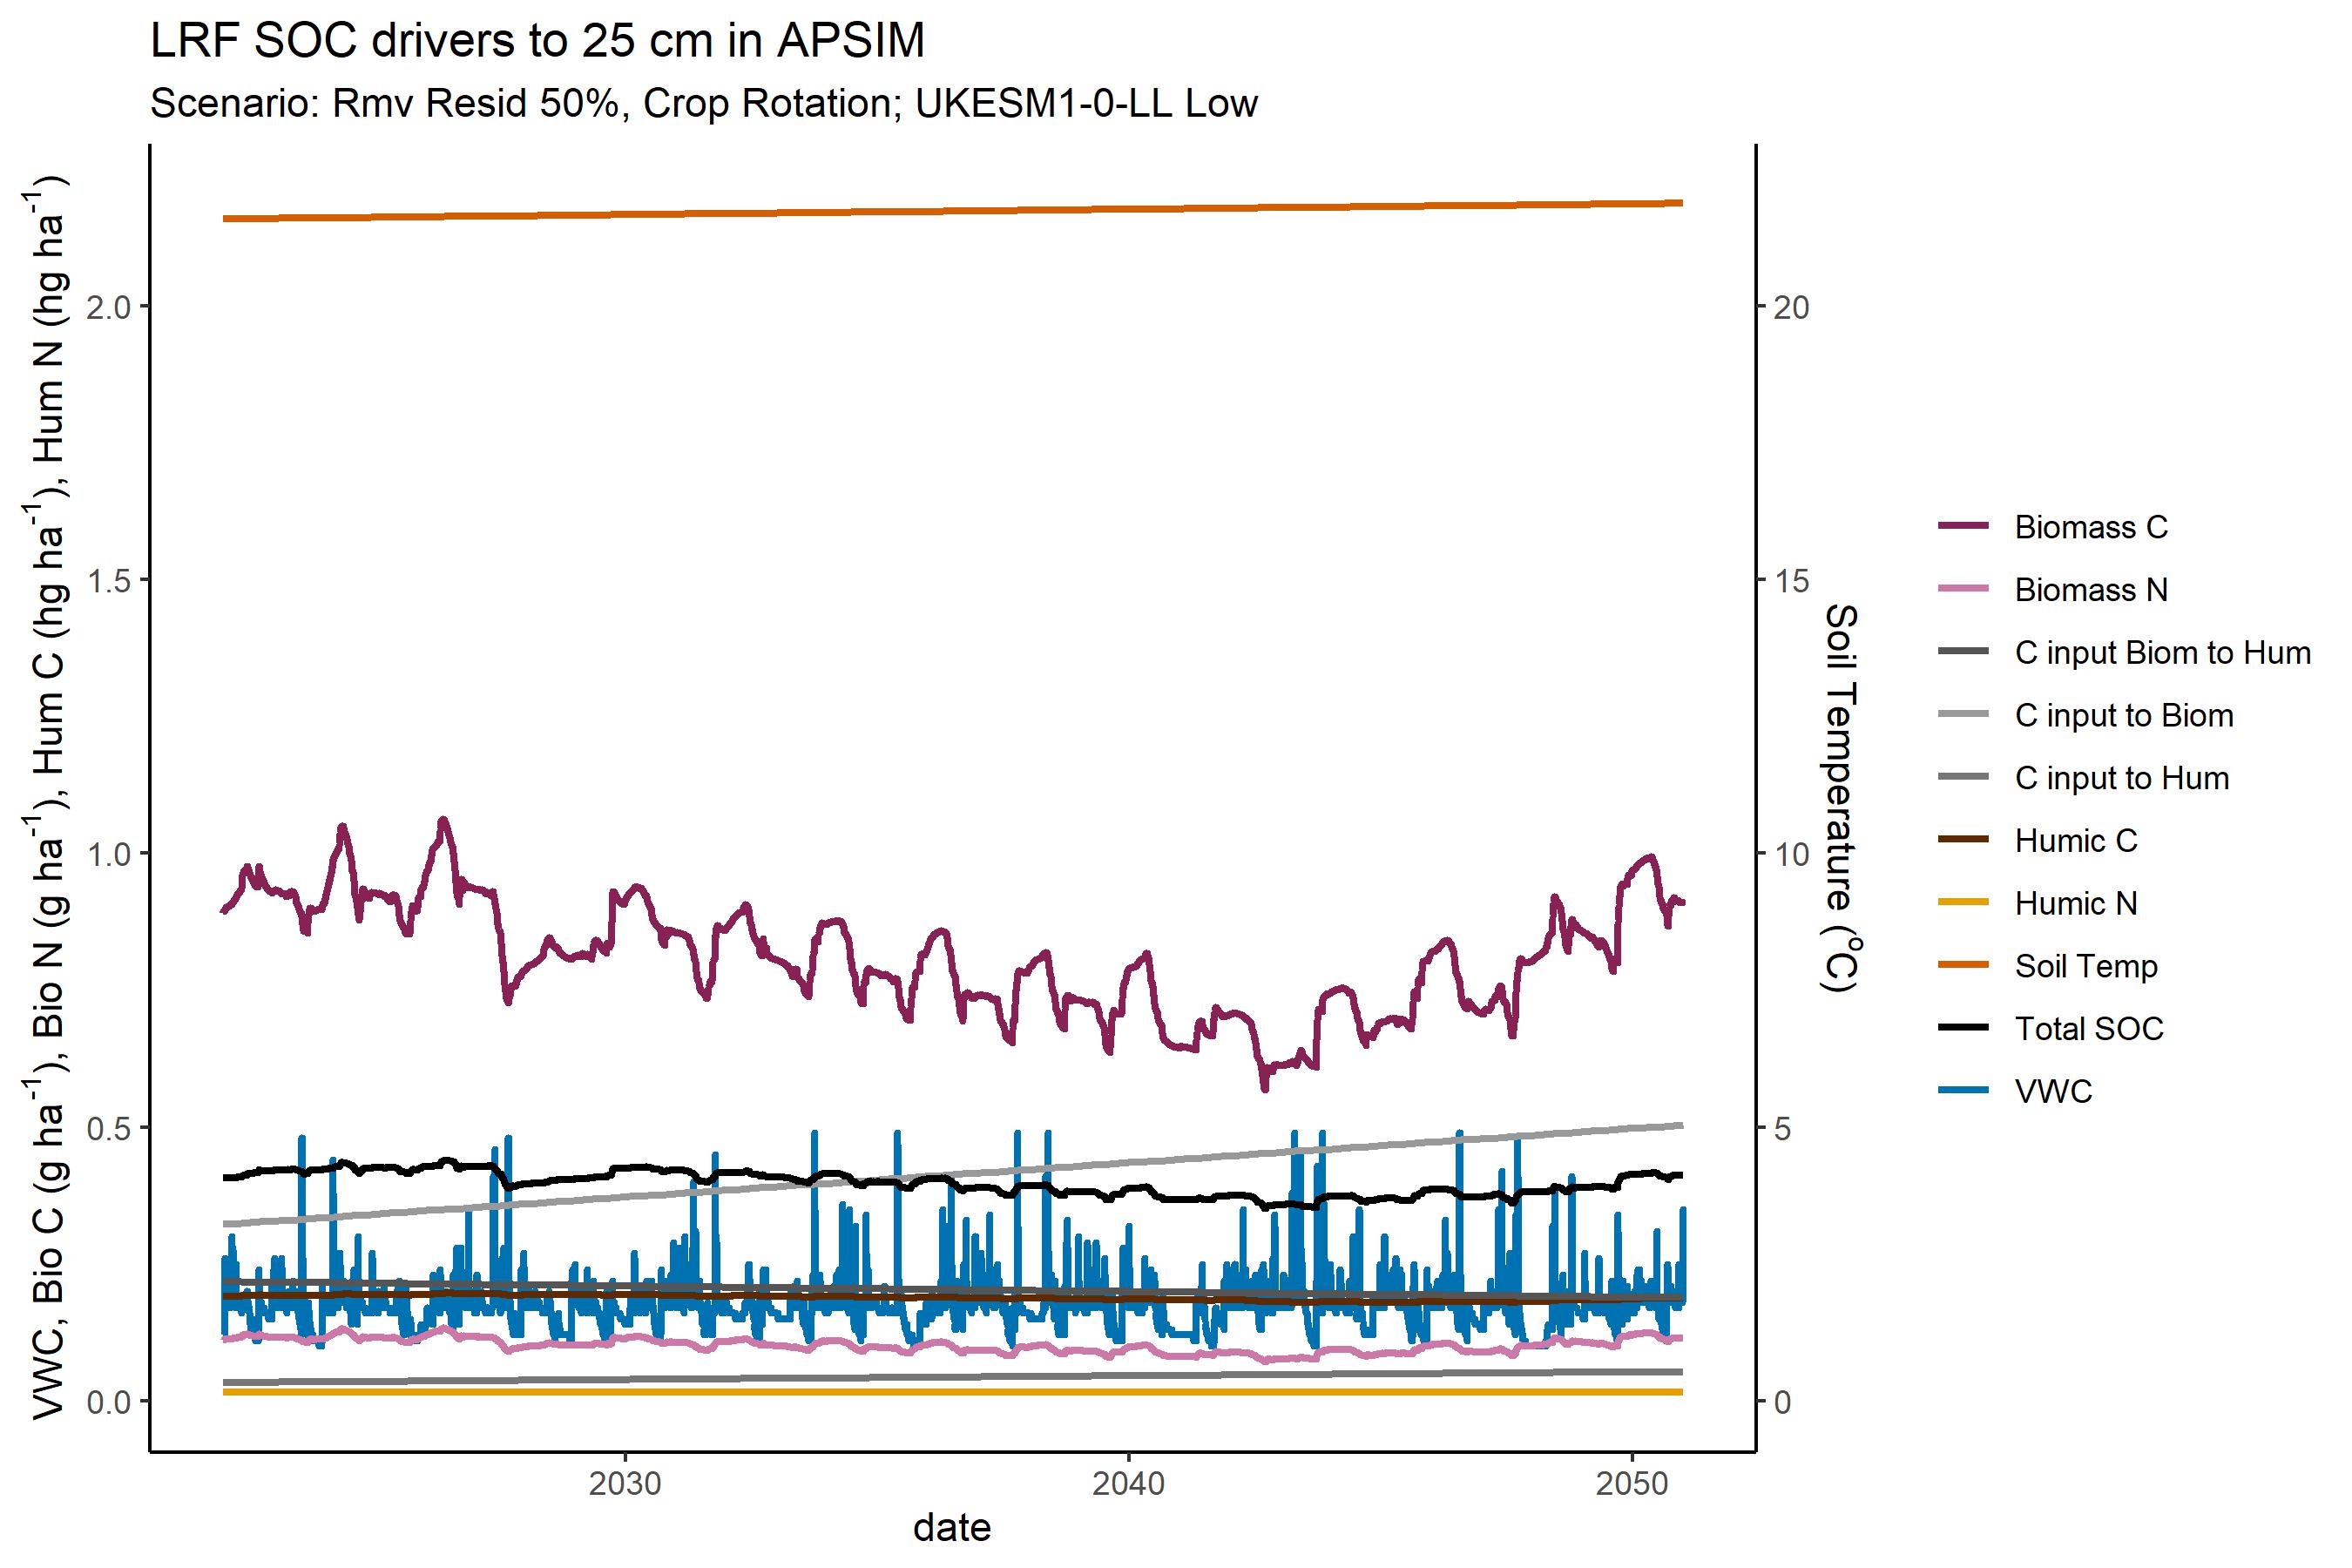 LRF SOC drivers to 25 cm in APSIM
Scenario: Rmv Resid 50%, Crop Rotation; UKESM1-0-LL Low
VWC, Bio C (g ha⁻¹), Bio N (g ha⁻¹), Hum C (hg ha⁻¹), Hum N (hg ha⁻¹)
2.0
1.5
1.0
0.5
0.0
20
15
10
5
0
Soil Temperature (°C)
2030
2040
2050
date
Biomass C
Biomass N
C input Biom to Hum
C input to Biom
C input to Hum
Humic C
Humic N
Soil Temp
Total SOC
VWC